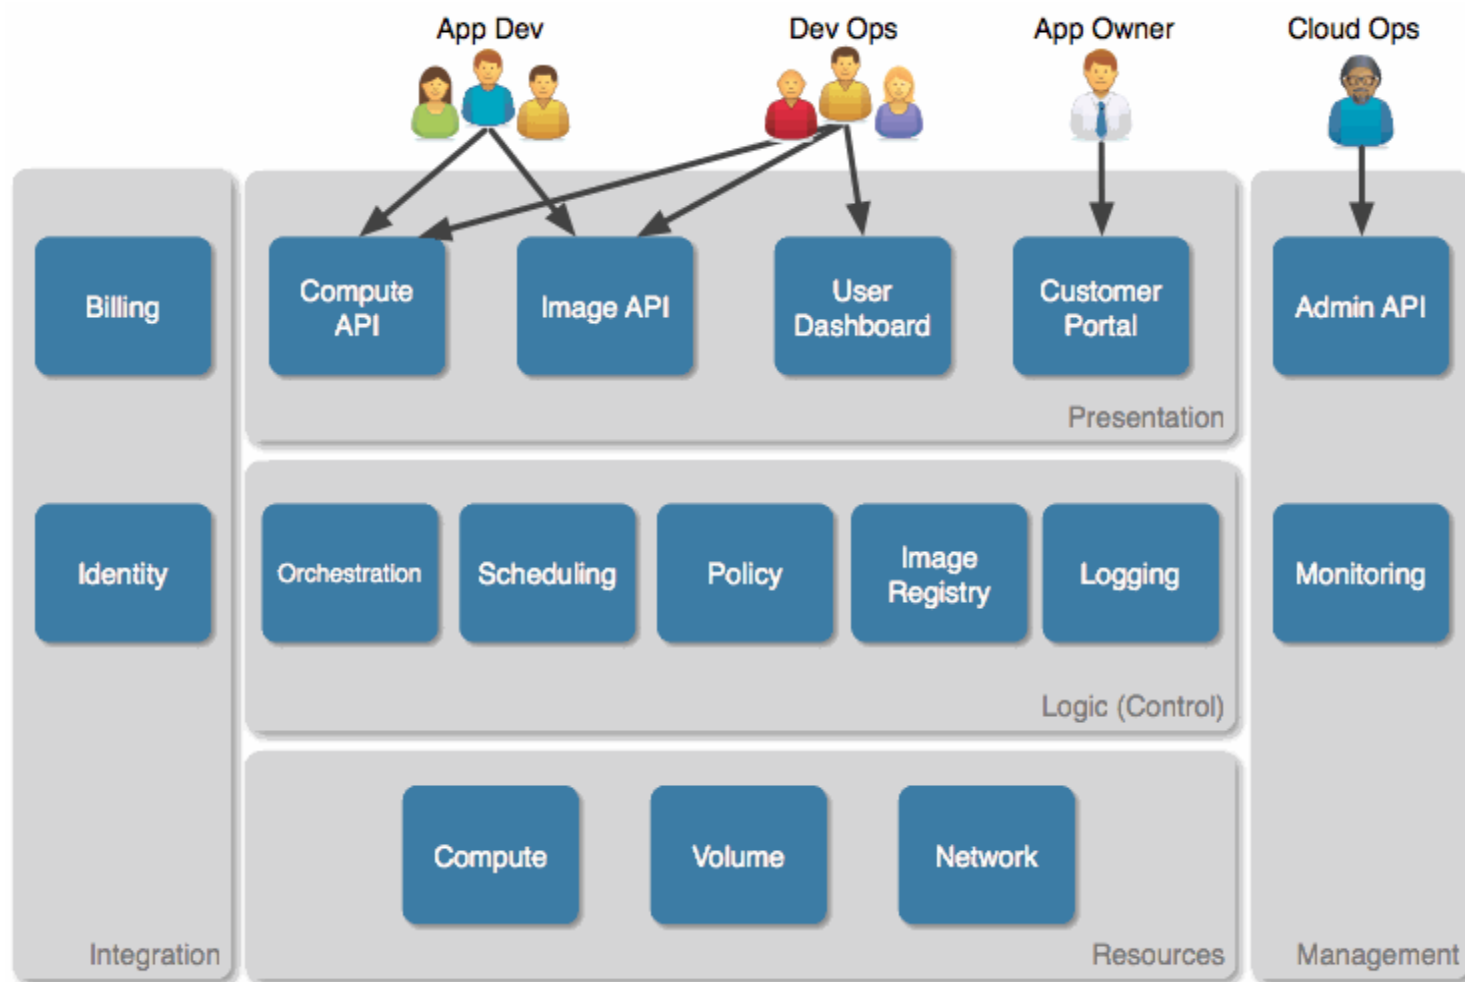 App Dev
Dev Ops
App Owner
Cloud Ops
Billing
Compute
API
Image API
User
Dashboard
Customer
Portal
Admin API
Presentation
Identity
Orchestration
Scheduling
Policy
Image
Registry
Logging
Monitoring
Logic (Control)
Compute
Volume
Network
Integration
Resources
Management